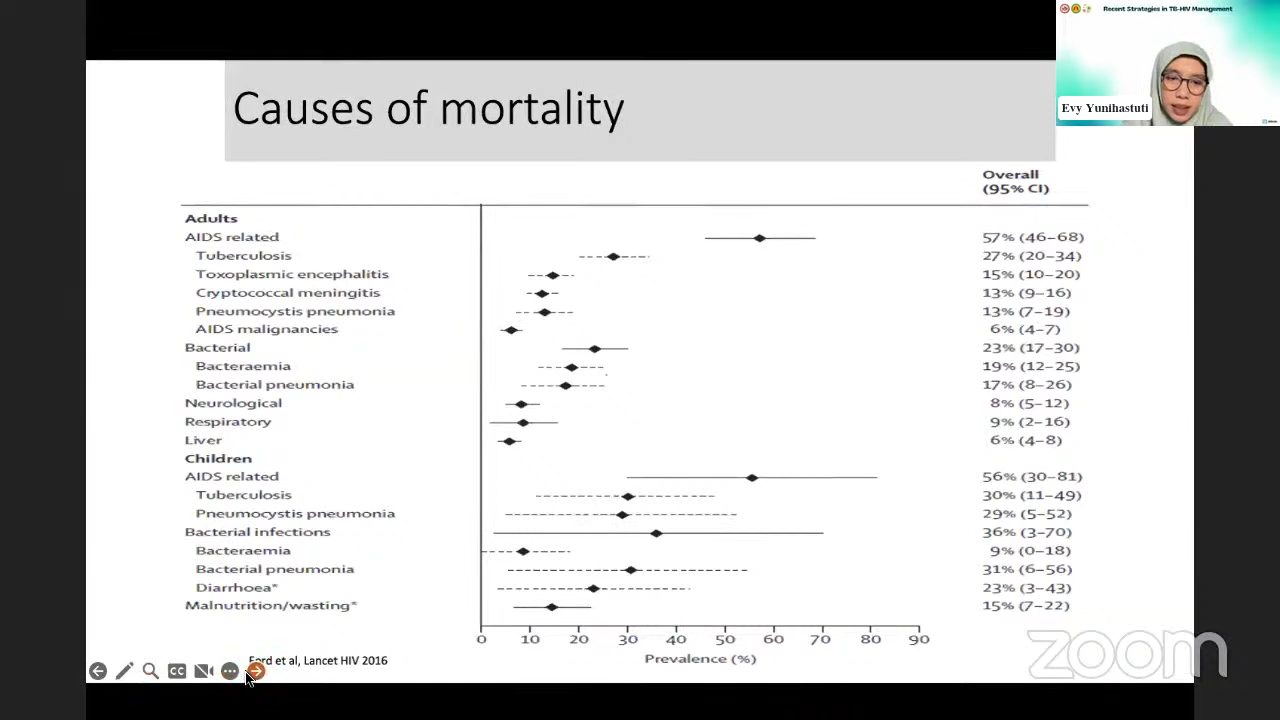 Recent Strategies in TB-HIV Management
Evy Yunihastuti
Causes of mortality
Overall
(95% CI)
Adults
AIDS related 57% (46–68)
Tuberculosis 27% (20–34)
Toxoplasmic encephalitis 15% (10–20)
Cryptococcal meningitis 13% (9–16)
Pneumocystis pneumonia 13% (7–19)
AIDS malignancies 6% (4–7)
Bacterial 23% (17–30)
Bacteraemia 19% (12–25)
Bacterial pneumonia 17% (8–26)
Neurological 8% (5–12)
Respiratory 9% (2–16)
Liver 6% (4–8)
Children
AIDS related 56% (30–81)
Tuberculosis 30% (11–49)
Pneumocystis pneumonia 29% (5–52)
Bacterial infections 36% (3–70)
Bacteraemia 9% (0–18)
Bacterial pneumonia 31% (6–56)
Diarrhoea* 23% (3–43)
Malnutrition/wasting* 15% (7–22)
0 10 20 30 40 50 60 70 80 90
Prevalence (%)
Ford et al, Lancet HIV 2016
CC
zoom